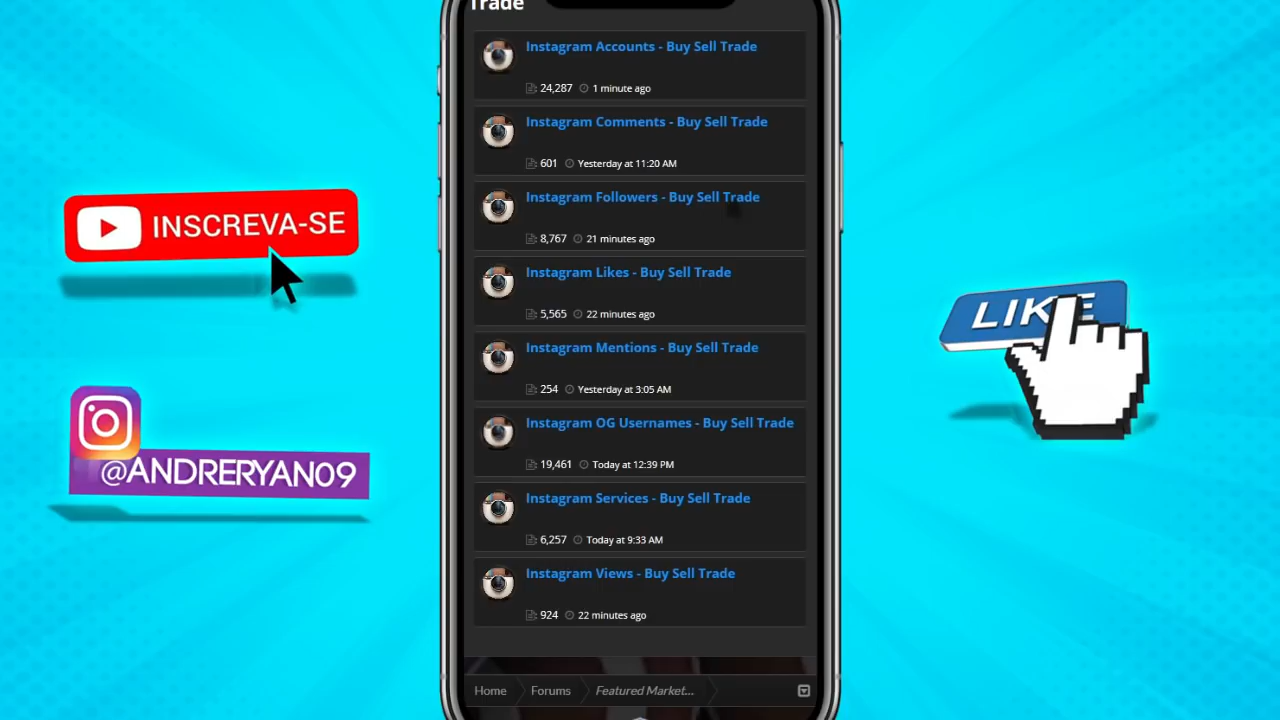 Trade
Instagram Accounts - Buy Sell Trade
24,287 1 minute ago
Instagram Comments - Buy Sell Trade
601 Yesterday at 11:20 AM
Instagram Followers - Buy Sell Trade
8,767 21 minutes ago
Instagram Likes - Buy Sell Trade
5,565 22 minutes ago
Instagram Mentions - Buy Sell Trade
254 Yesterday at 3:05 AM
Instagram OG Usernames - Buy Sell Trade
19,461 Today at 12:39 PM
Instagram Services - Buy Sell Trade
6,257 Today at 9:33 AM
Instagram Views - Buy Sell Trade
924 22 minutes ago
Home Forums Featured Market...
INSCREVA-SE
@ANDRERYAN09
LIKE